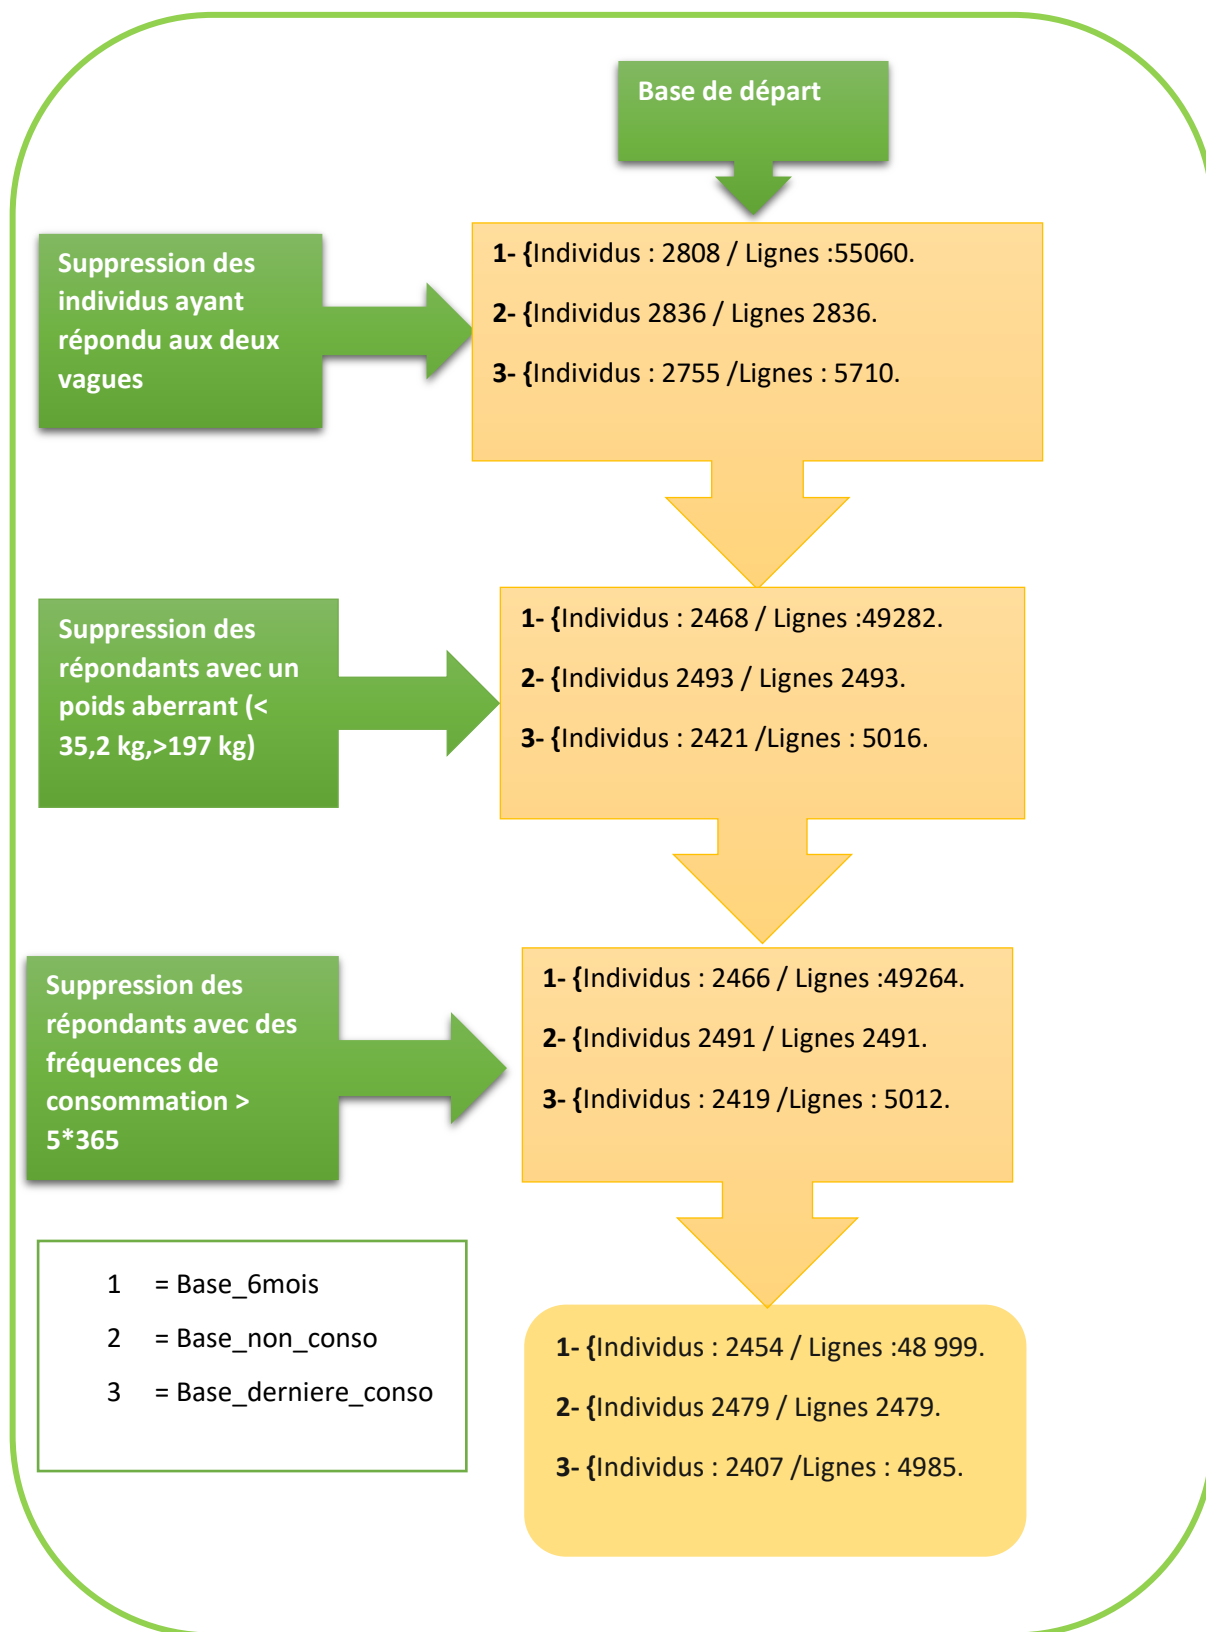 Base de départ
Suppression des
individus ayant
répondu aux deux
vagues
1- {Individus : 2808 / Lignes :55060.
2- {Individus 2836 / Lignes 2836.
3- {Individus : 2755 /Lignes : 5710.
Suppression des
répondants avec un
poids aberrant (<
35,2 kg,>197 kg)
1- {Individus : 2468 / Lignes :49282.
2- {Individus 2493 / Lignes 2493.
3- {Individus : 2421 /Lignes : 5016.
Suppression des
répondants avec des
fréquences de
consommation >
5*365
1- {Individus : 2466 / Lignes :49264.
2- {Individus 2491 / Lignes 2491.
3- {Individus : 2419 /Lignes : 5012.
1 = Base_6mois
2 = Base_non_conso
3 = Base_derniere_conso
1- {Individus : 2454 / Lignes :48 999.
2- {Individus 2479 / Lignes 2479.
3- {Individus : 2407 /Lignes : 4985.